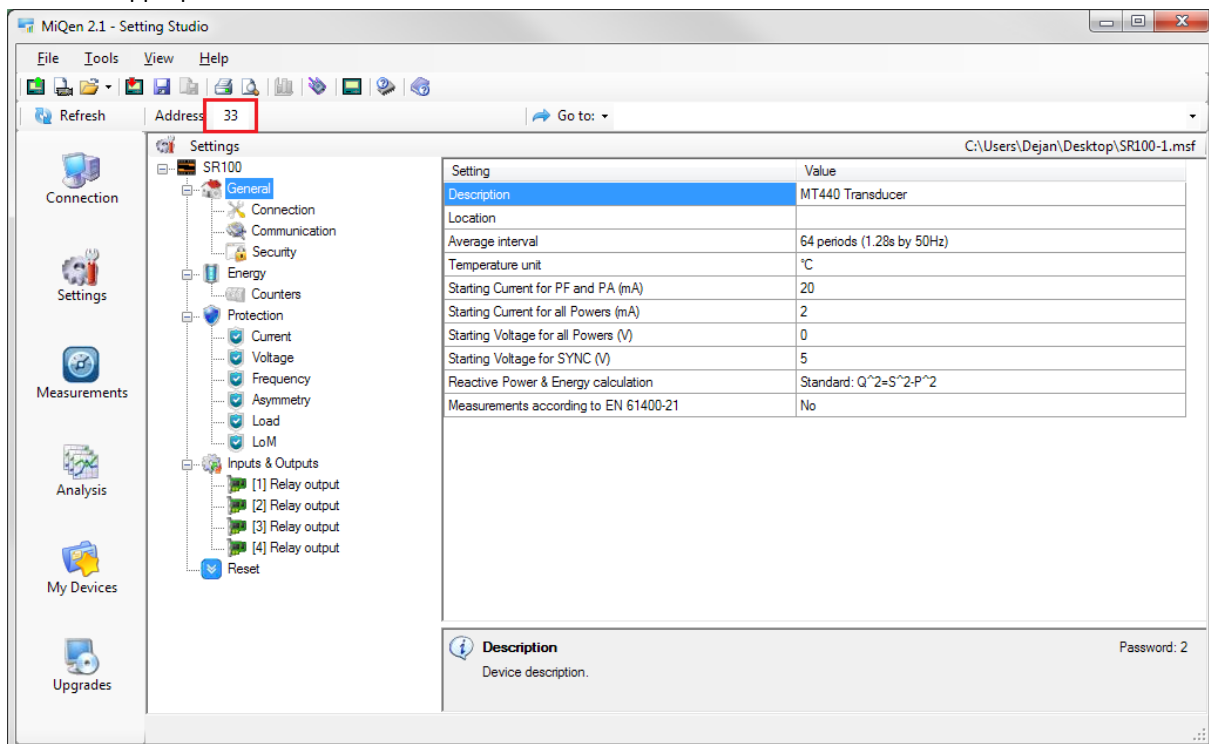 MiQen 2.1 - Setting Studio
File Tools View Help
Refresh Address 33 Go to:
Settings C:\Users\Dejan\Desktop\SR100-1.msf
Connection
Settings
Measurements
Analysis
My Devices
Upgrades
SR100
General
Connection
Communication
Security
Energy
Counters
Protection
Current
Voltage
Frequency
Asymmetry
Load
LoM
Inputs & Outputs
[1] Relay output
[2] Relay output
[3] Relay output
[4] Relay output
Reset
Setting Value
Description MT440 Transducer
Location
Average interval 64 periods (1.28s by 50Hz)
Temperature unit °C
Starting Current for PF and PA (mA) 20
Starting Current for all Powers (mA) 2
Starting Voltage for all Powers (V) 0
Starting Voltage for SYNC (V) 5
Reactive Power & Energy calculation Standard: Q^2=S^2-P^2
Measurements according to EN 61400-21 No
Description Password: 2
Device description.